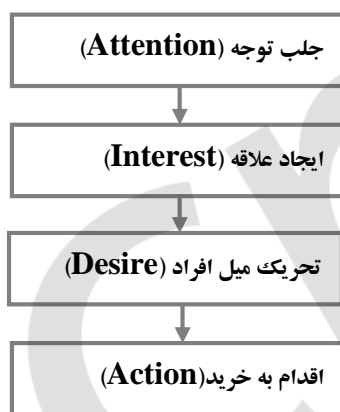 جلب توجه (Attention)
ایجاد علاقه (Interest)
تحریک میل افراد (Desire)
اقدام به خرید(Action)